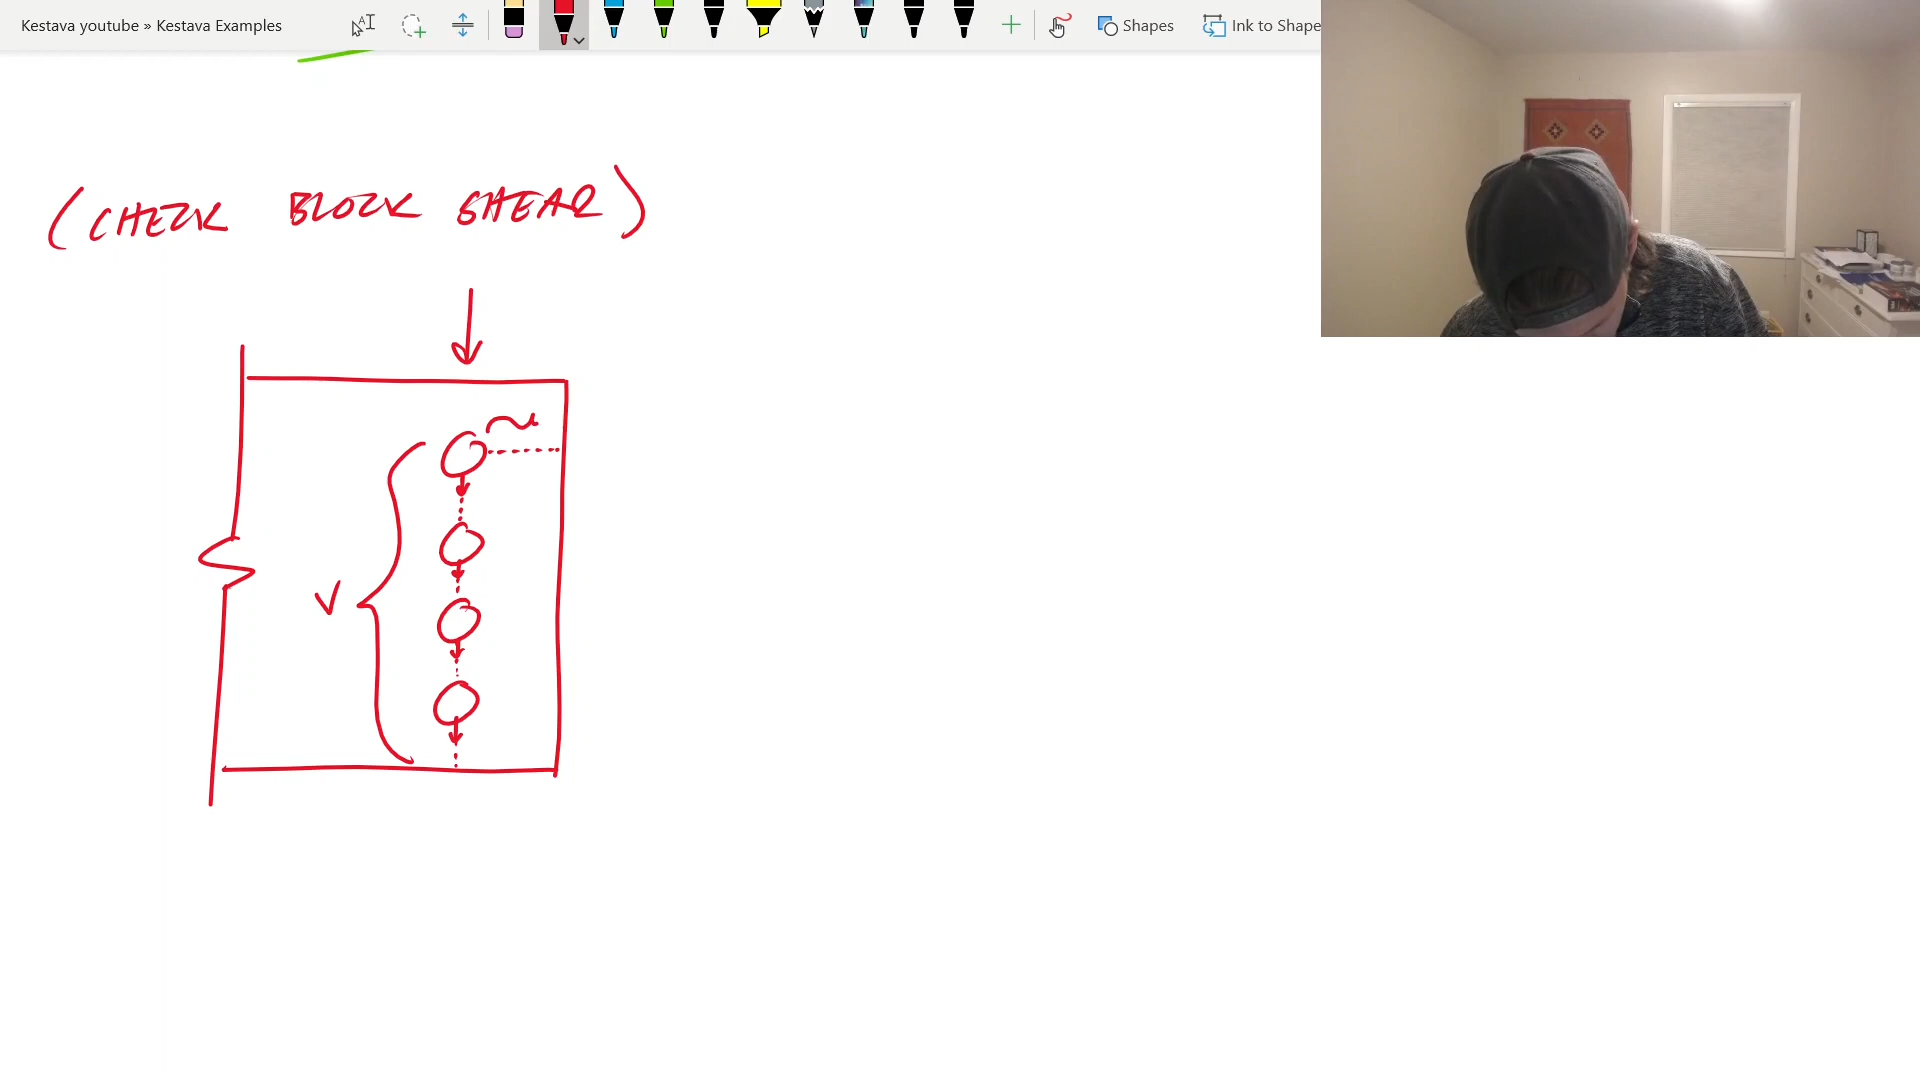 Kestava youtube » Kestava Examples
Shapes
Ink to Shape
(CHECK BLOCK SHEAR)
V